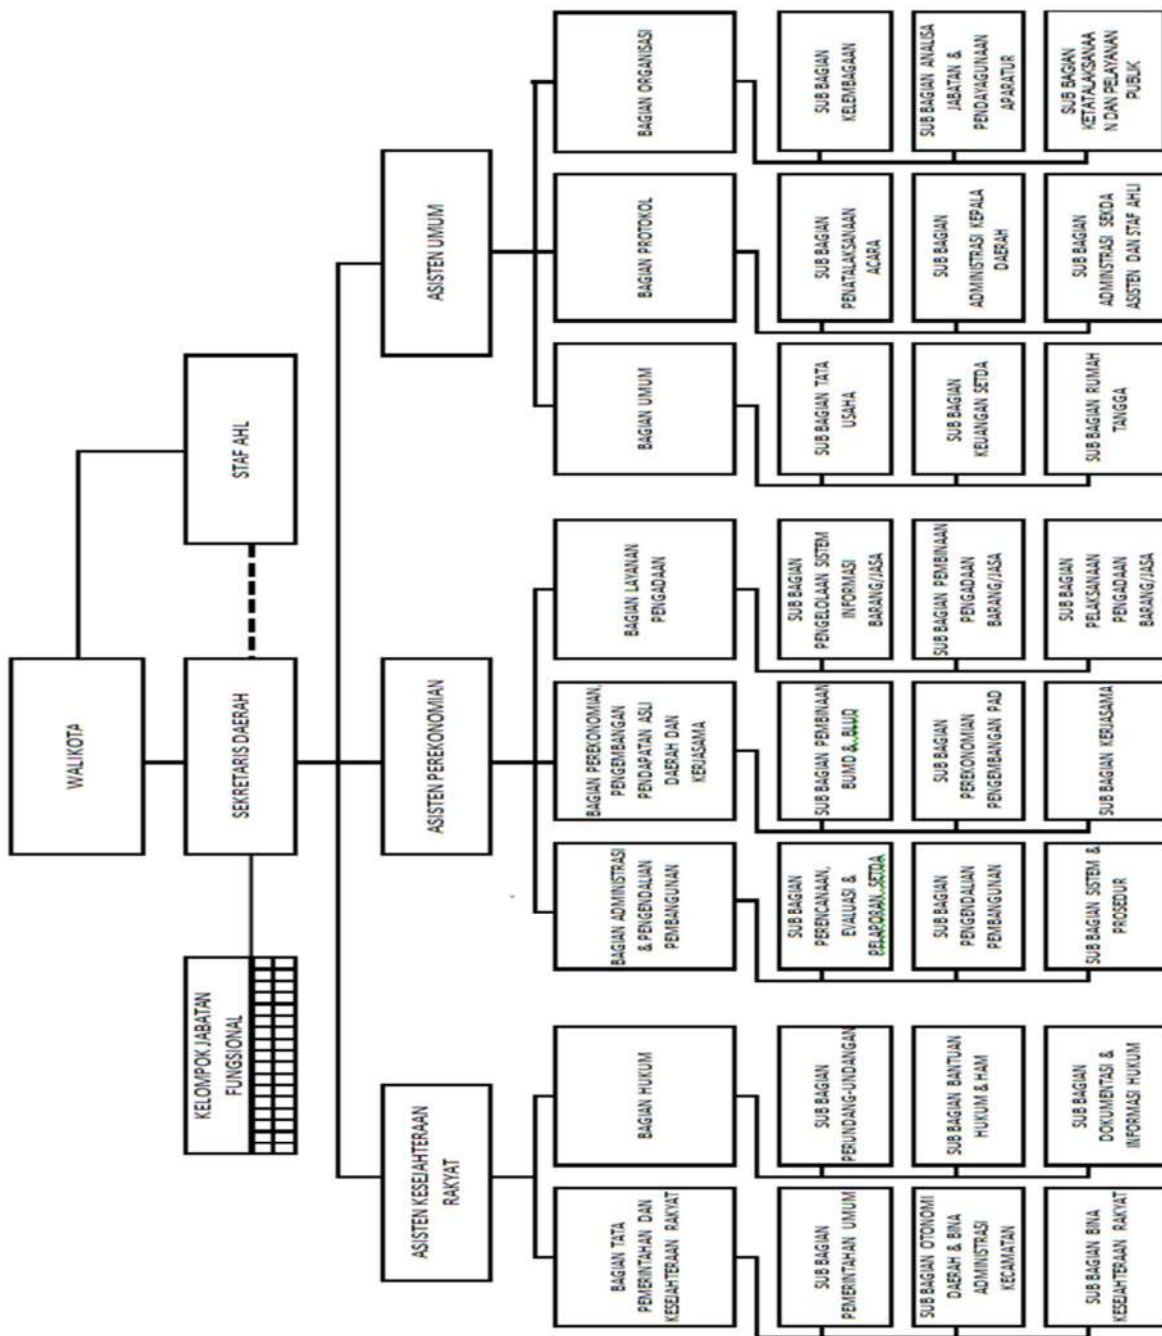 WALIKOTA
KELOMPOK JABATAN
FUNGSIONAL
SEKRETARIS DAERAH
STAF AHL
ASISTEN KESEJAHTERAAN
RAKYAT
ASISTEN PEREKONOMIAN
ASISTEN UMUM
BAGIAN TATA
PEMERINTAHAN DAN
KESEJAHTERAAN RAKYAT
BAGIAN HUKUM
BAGIAN ADMINISTRASI
& PENGENDALIAN
PEMBANGUNAN
BAGIAN PEREKONOMIAN,
PENGEMBANGAN
PENDAPATAN ASLI
DAERAH DAN
KERJASAMA
BAGIAN LAYANAN
PENGADAAN
BAGIAN UMUM
BAGIAN PROTOKOL
BAGIAN ORGANISASI
SUB BAGIAN
PEMERINTAHAN UMUM
SUB BAGIAN
PERUNDANG-UNDANGAN
SUB BAGIAN
PERENCANAAN,
EVALUASI &
PELAPORAN SETDA
SUB BAGIAN PEMBINAAN
BUMD & BLUD
SUB BAGIAN
PENGELOLAAN SISTEM
INFORMASI
BARANG/JASA
SUB BAGIAN TATA
USAHA
SUB BAGIAN
PENATALAKSANAAN
ACARA
SUB BAGIAN
KELEMBAGAAN
SUB BAGIAN OTONOMI
DAERAH & BINA
ADMINISTRASI
KECAMATAN
SUB BAGIAN BANTUAN
HUKUM & HAM
SUB BAGIAN
PENGENDALIAN
PEMBANGUNAN
SUB BAGIAN
PEREKONOMIAN
PENGEMBANGAN PAD
SUB BAGIAN PEMBINAAN
PENGADAAN
BARANG/JASA
SUB BAGIAN
KEUANGAN SETDA
SUB BAGIAN
ADMINISTRASI KEPALA
DAERAH
SUB BAGIAN ANALISA
JABATAN &
PENDAYAGUNAAN
APARATUR
SUB BAGIAN BINA
KESEJAHTERAAN RAKYAT
SUB BAGIAN
DOKUMENTASI &
INFORMASI HUKUM
SUB BAGIAN SISTEM &
PROSEDUR
SUB BAGIAN KERJASAMA
SUB BAGIAN
PELAKSANAAN
PENGADAAN
BARANG/JASA
SUB BAGIAN RUMAH
TANGGA
SUB BAGIAN
ADMINSTRASI SEKDA
ASISTEN DAN STAF AHLI
SUB BAGIAN
KETATALAKSANAA
N DAN PELAYANAN
PUBLIK